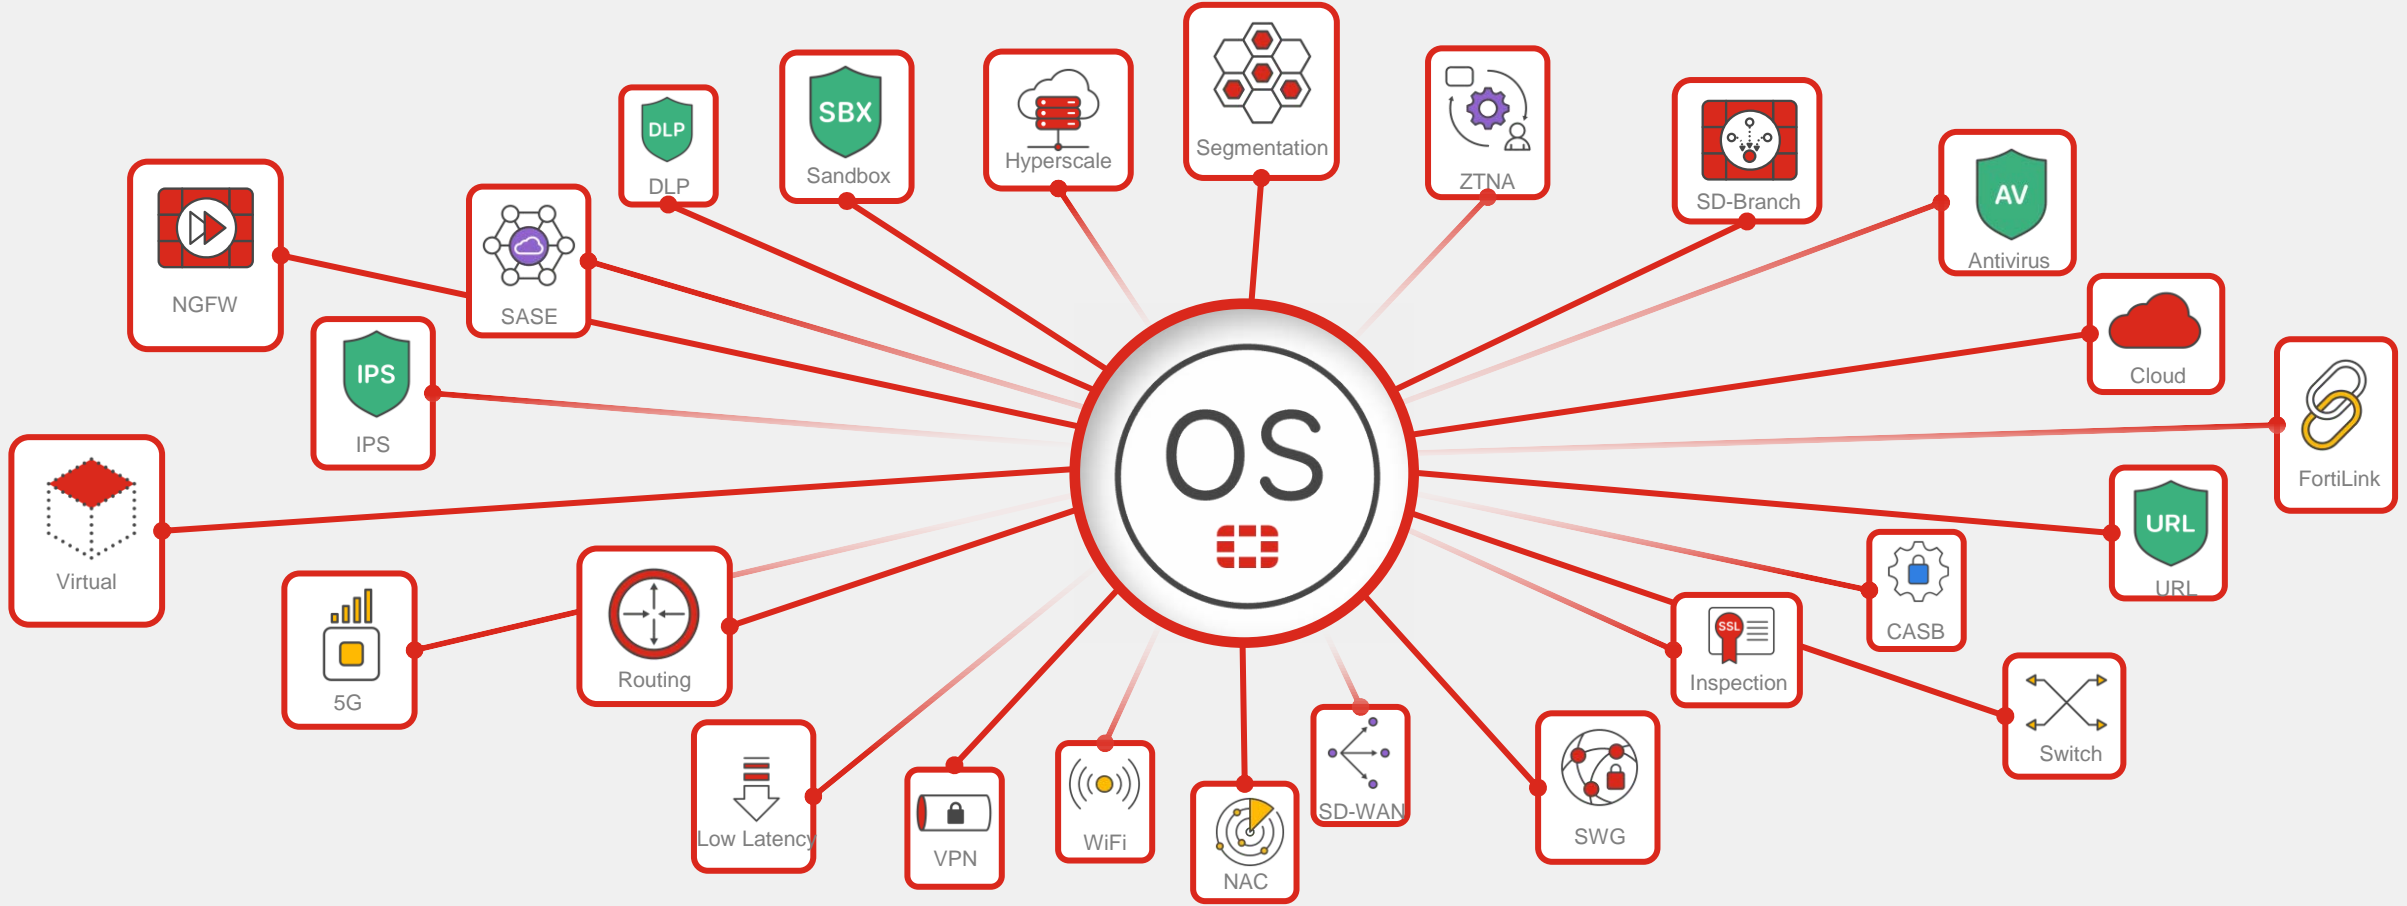 Segmentation
SBX
Sandbox
Hyperscale
ZTNA
DLP
DLP
SD-Branch
AV
Antivirus
NGFW
SASE
Cloud
IPS
IPS
OS
FortiLink
Virtual
URL
URL
5G
Routing
CASB
SSL
Inspection
Switch
Low Latency
VPN
WiFi
NAC
SD-WAN
SWG